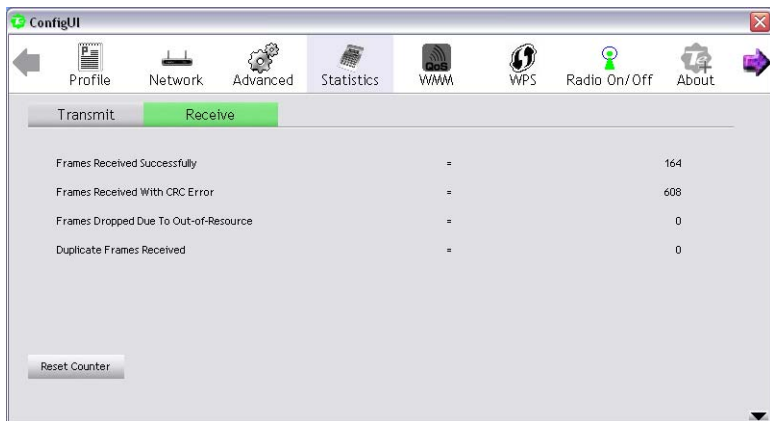 ConfigUI
Profile Network Advanced Statistics QoS WMM WPS Radio On/Off About
Transmit Receive
Frames Received Successfully = 164
Frames Received With CRC Error = 608
Frames Dropped Due To Out-of-Resource = 0
Duplicate Frames Received = 0
Reset Counter